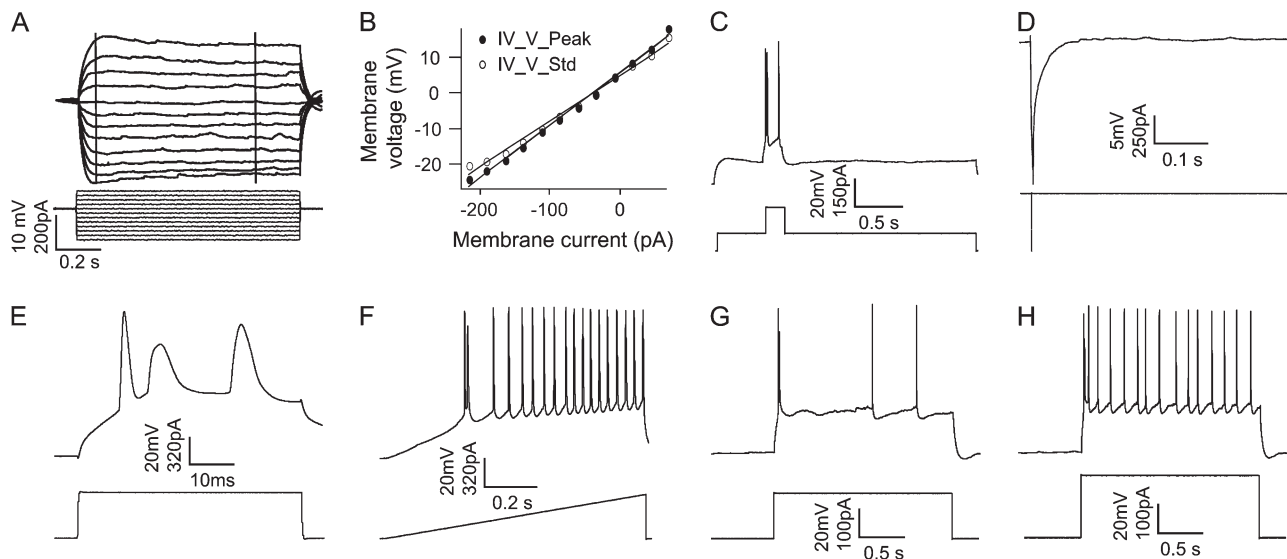 A
10 mV
200pA
0.2 s
B
IV_V_Peak
IV_V_Std
Membrane
voltage (mV)
10
0
-10
-20
-200
-100
0
Membrane current (pA)
C
20mV
150pA
0.5 s
D
5mV
250pA
0.1 s
E
20mV
320pA
10ms
F
20mV
320pA
0.2 s
G
20mV
100pA
0.5 s
H
20mV
100pA
0.5 s